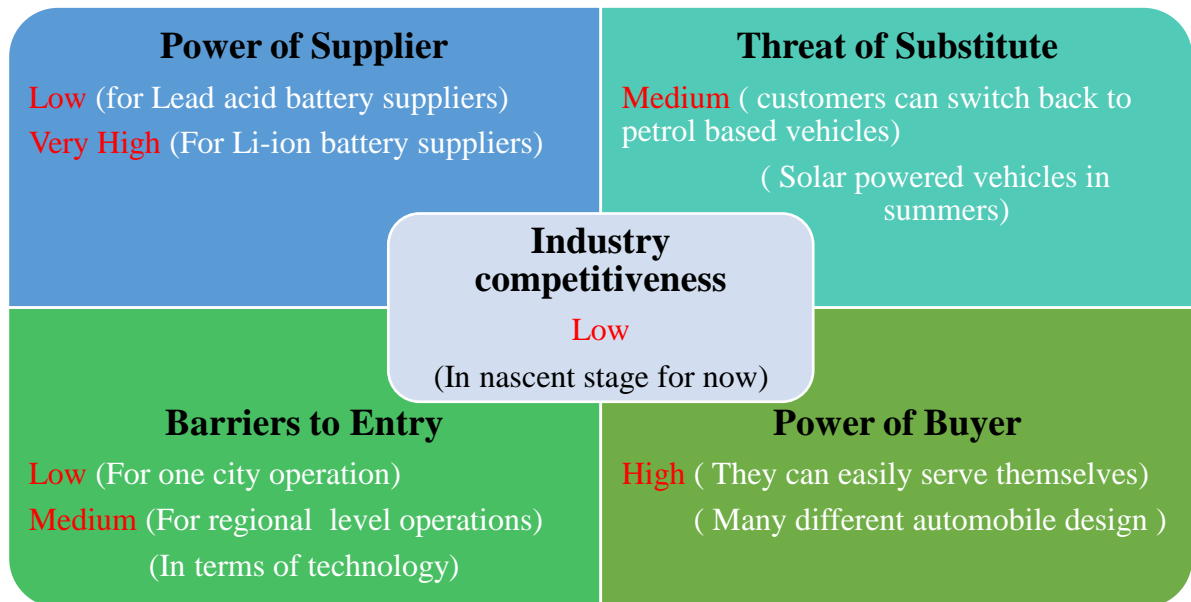 Power of Supplier
Low (for Lead acid battery suppliers)
Very High (For Li-ion battery suppliers)
Threat of Substitute
Medium ( customers can switch back to
petrol based vehicles)
( Solar powered vehicles in
summers)
Industry
competitiveness
Low
(In nascent stage for now)
Barriers to Entry
Low (For one city operation)
Medium (For regional level operations)
(In terms of technology)
Power of Buyer
High ( They can easily serve themselves)
( Many different automobile design )